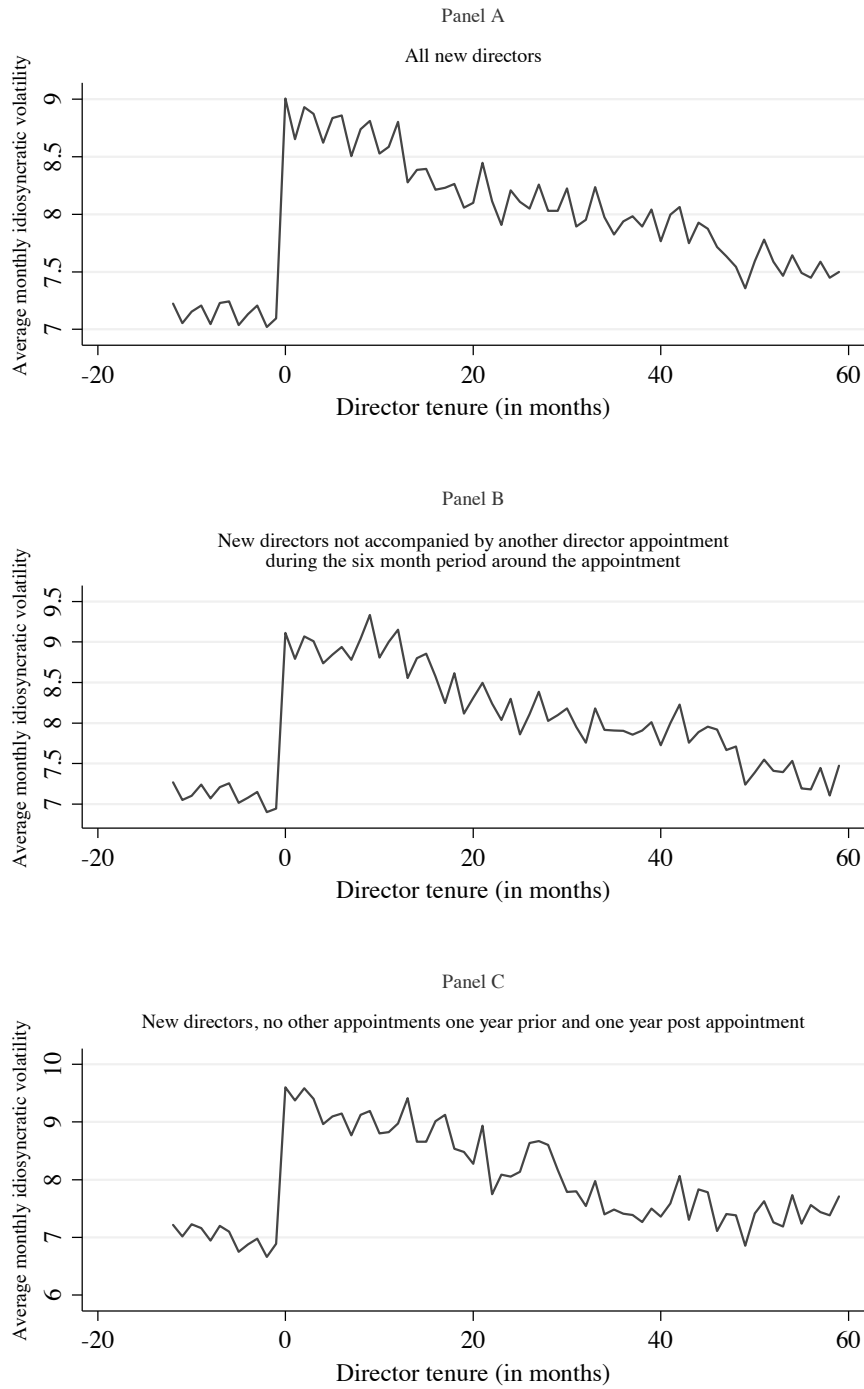 Panel A
All new directors
Average monthly idiosyncratic volatility
9
8.5
8
7.5
7
-20 0 20 40 60
Director tenure (in months)
Panel B
New directors not accompanied by another director appointment
during the six month period around the appointment
Average monthly idiosyncratic volatility
9.5
9
8.5
8
7.5
7
-20 0 20 40 60
Director tenure (in months)
Panel C
New directors, no other appointments one year prior and one year post appointment
Average monthly idiosyncratic volatility
10
9
8
7
6
-20 0 20 40 60
Director tenure (in months)